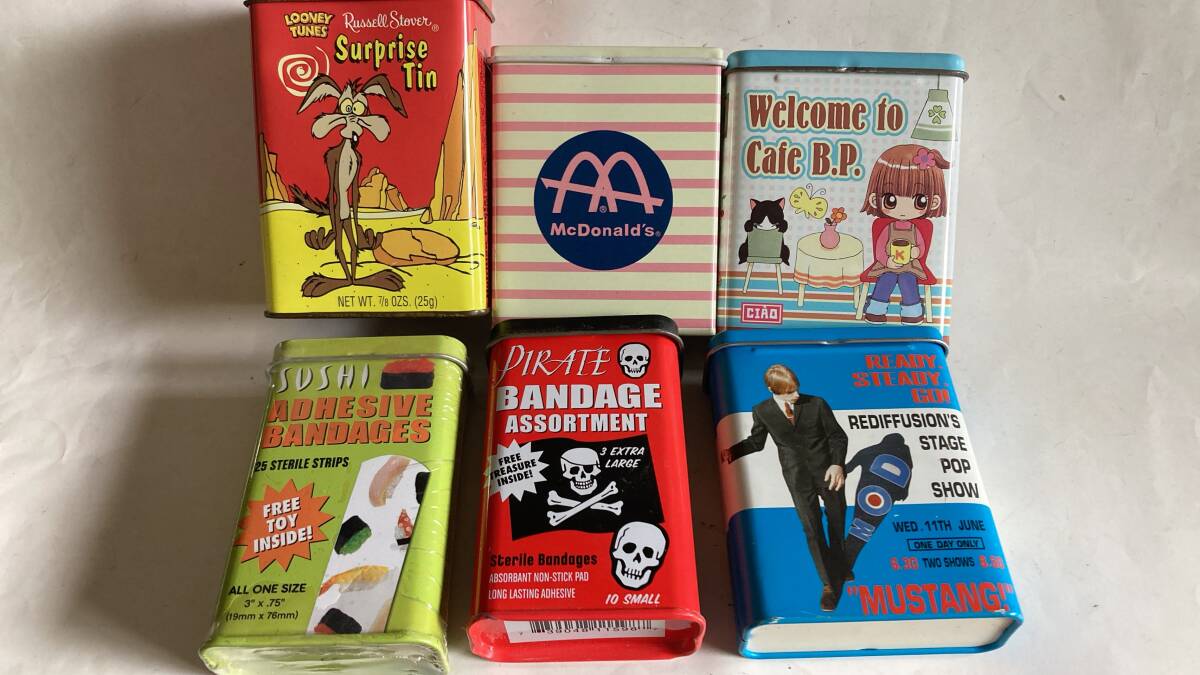 LOONEY TUNES
Russell Stover®
Surprise
Tin
NET WT. 7/8 OZS. (25g)
McDonald's®
Welcome to
Cafe B.P.
K
CIAO
SUSHI
ADHESIVE
BANDAGES
25 STERILE STRIPS
FREE
TOY
INSIDE!
ALL ONE SIZE
3" x .75"
(19mm x 76mm)
PIRATE
BANDAGE
ASSORTMENT
FREE
TREASURE
INSIDE!
3 EXTRA
LARGE
Sterile Bandages
ABSORBANT NON-STICK PAD
LONG LASTING ADHESIVE
10 SMALL
READY,
STEADY,
GO!
REDIFFUSION'S
STAGE
POP
SHOW
MOD
WED. 11TH JUNE
ONE DAY ONLY
6.30 TWO SHOWS 8.50
"MUSTANG!"